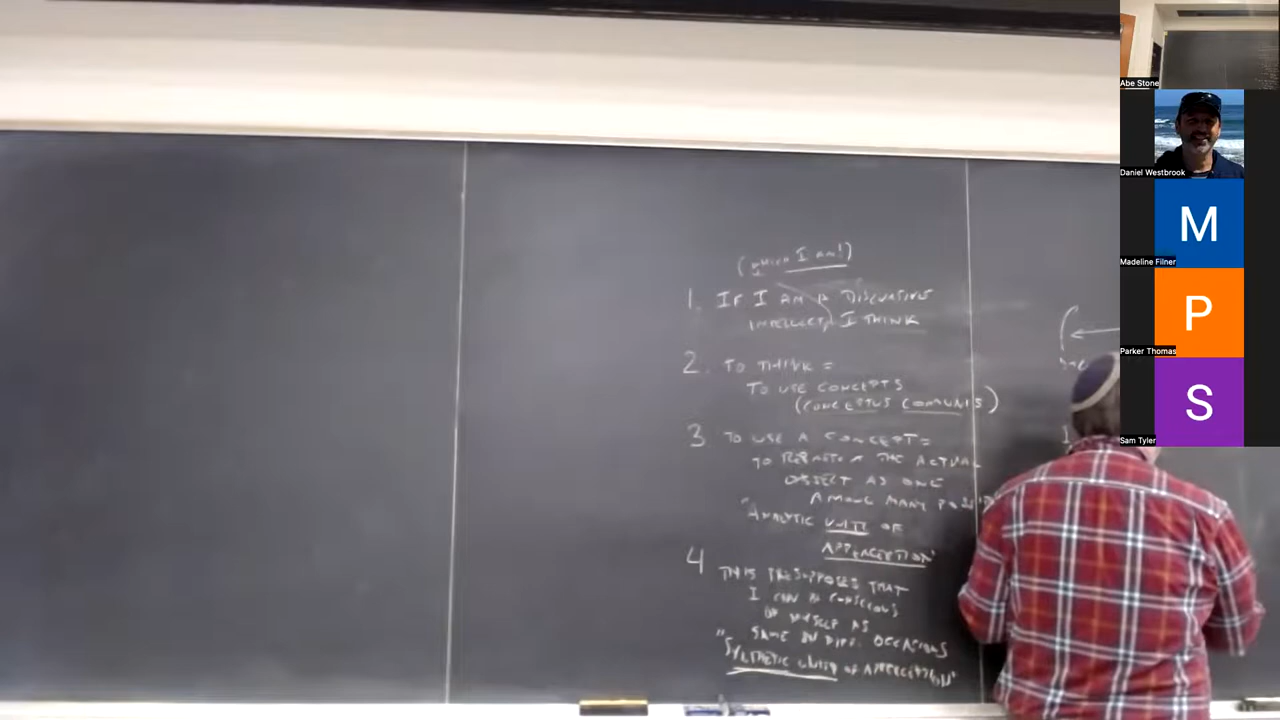 (which I am!)
1. IF I AM A DISCURSIVE
INTELLECT, I THINK
2. TO THINK =
TO USE CONCEPTS
(CONCEPTUS COMMUNIS)
3 TO USE A CONCEPT =
TO THE ACTUAL
OBJECT AS ONE
AMONG MANY
"ANALYTIC UNITY OF
APPERCEPTION"
4 THIS PRESUPPOSES THAT
I CAN B CONSCIOUS
OF MYSELF AS
SAME ON DIFF. OCCASIONS
"SYNTHETIC UNITY OF APPERCEPTION"
Abe Stone
Daniel Westbrook
M
Madeline Filner
P
Parker Thomas
S
Sam Tyler